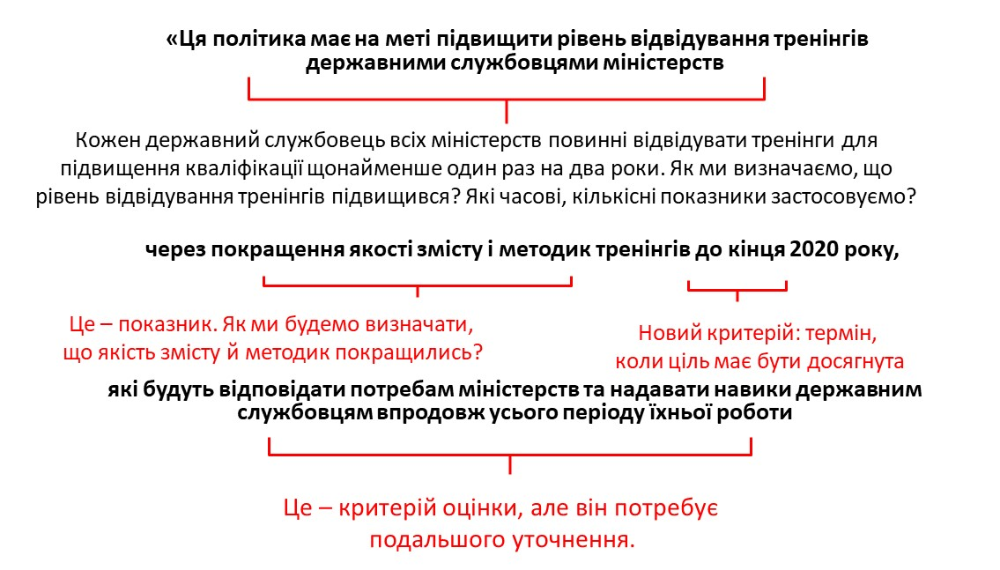 «Ця політика має на меті підвищити рівень відвідування тренінгів
державними службовцями міністерств
Кожен державний службовець всіх міністерств повинні відвідувати тренінги для
підвищення кваліфікації щонайменше один раз на два роки. Як ми визначаємо, що
рівень відвідування тренінгів підвищився? Які часові, кількісні показники застосовуємо?
через покращення якості змісту і методик тренінгів до кінця 2020 року,
Це – показник. Як ми будемо визначати,
що якість змісту й методик покращились?
Новий критерій: термін,
коли ціль має бути досягнута
які будуть відповідати потребам міністерств та надавати навики державним
службовцям впродовж усього періоду їхньої роботи
Це – критерій оцінки, але він потребує
подальшого уточнення.